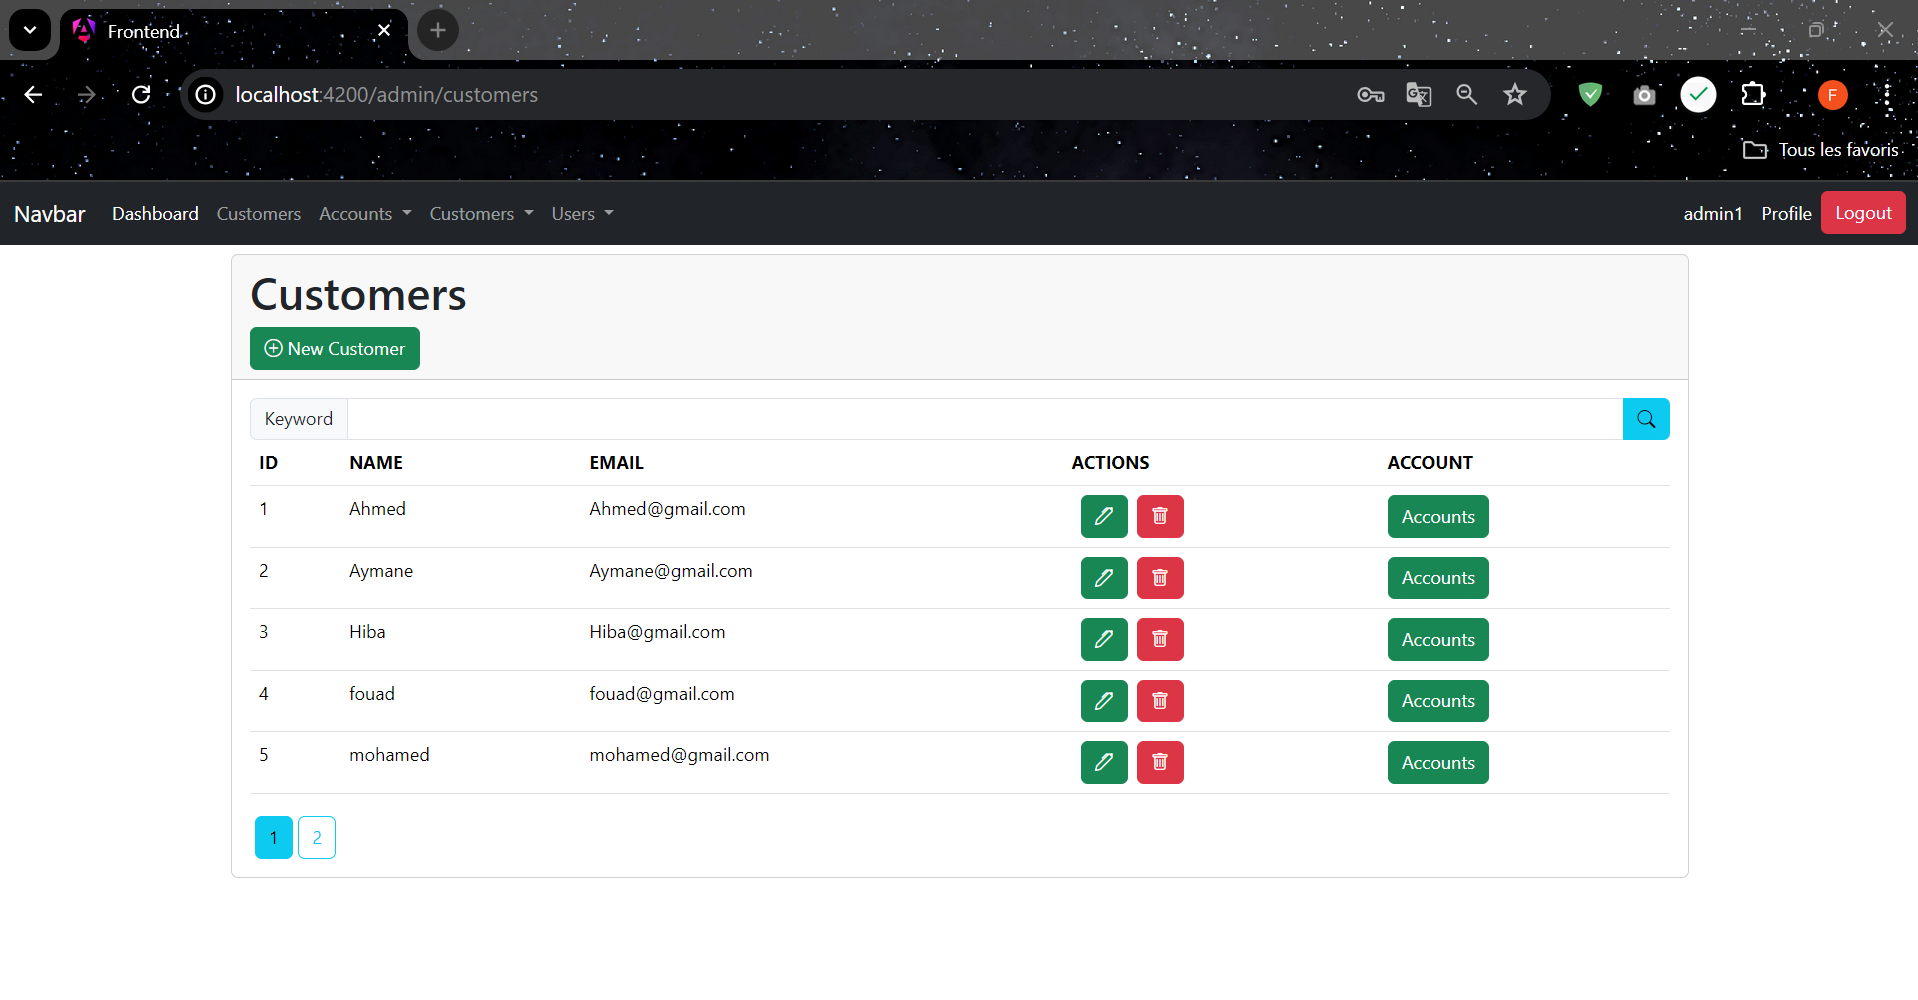 Frontend
localhost:4200/admin/customers
F
Tous les favoris
Navbar Dashboard Customers Accounts Customers Users admin1 Profile Logout
Customers
New Customer
Keyword
ID NAME EMAIL ACTIONS ACCOUNT
1 Ahmed Ahmed@gmail.com Accounts
2 Aymane Aymane@gmail.com Accounts
3 Hiba Hiba@gmail.com Accounts
4 fouad fouad@gmail.com Accounts
5 mohamed mohamed@gmail.com Accounts
1 2